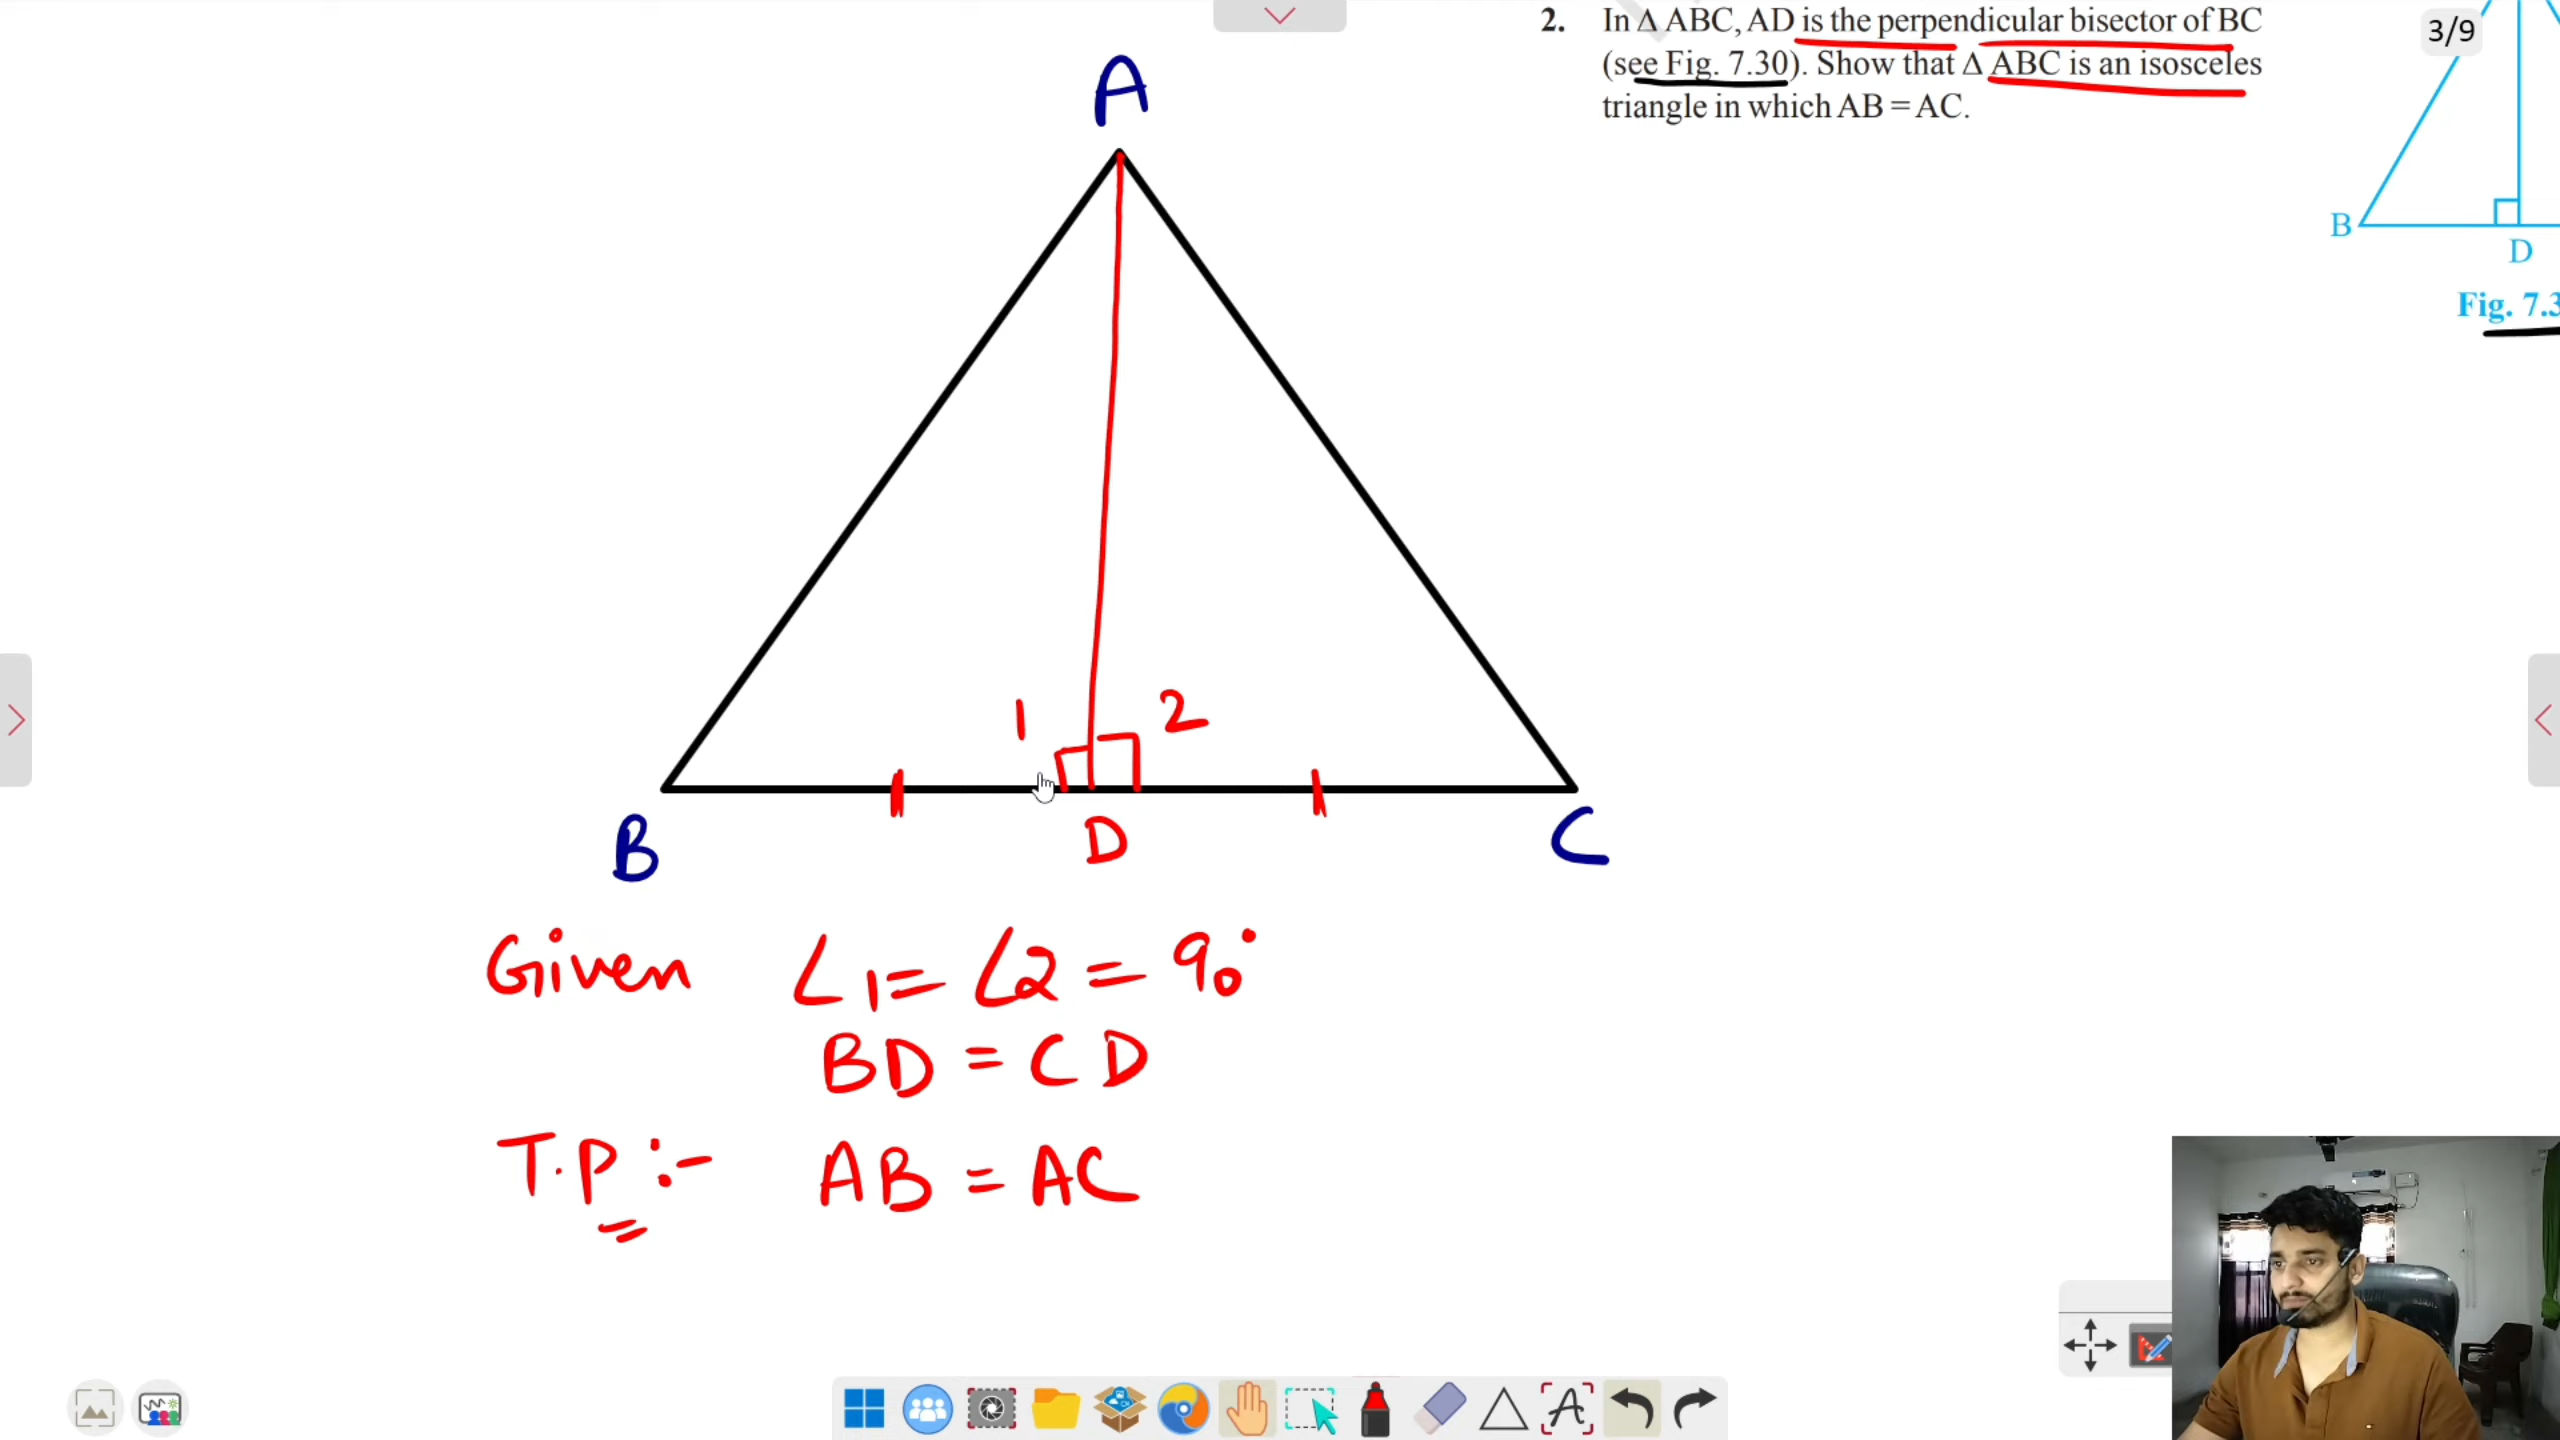 2. In Δ ABC, AD is the perpendicular bisector of BC
(see Fig. 7.30). Show that Δ ABC is an isosceles
triangle in which AB = AC.
3/9
B
D
Fig. 7.3
A
1
2
B
D
C
Given ∠1 = ∠2 = 90°
BD = CD
T.P :- AB = AC